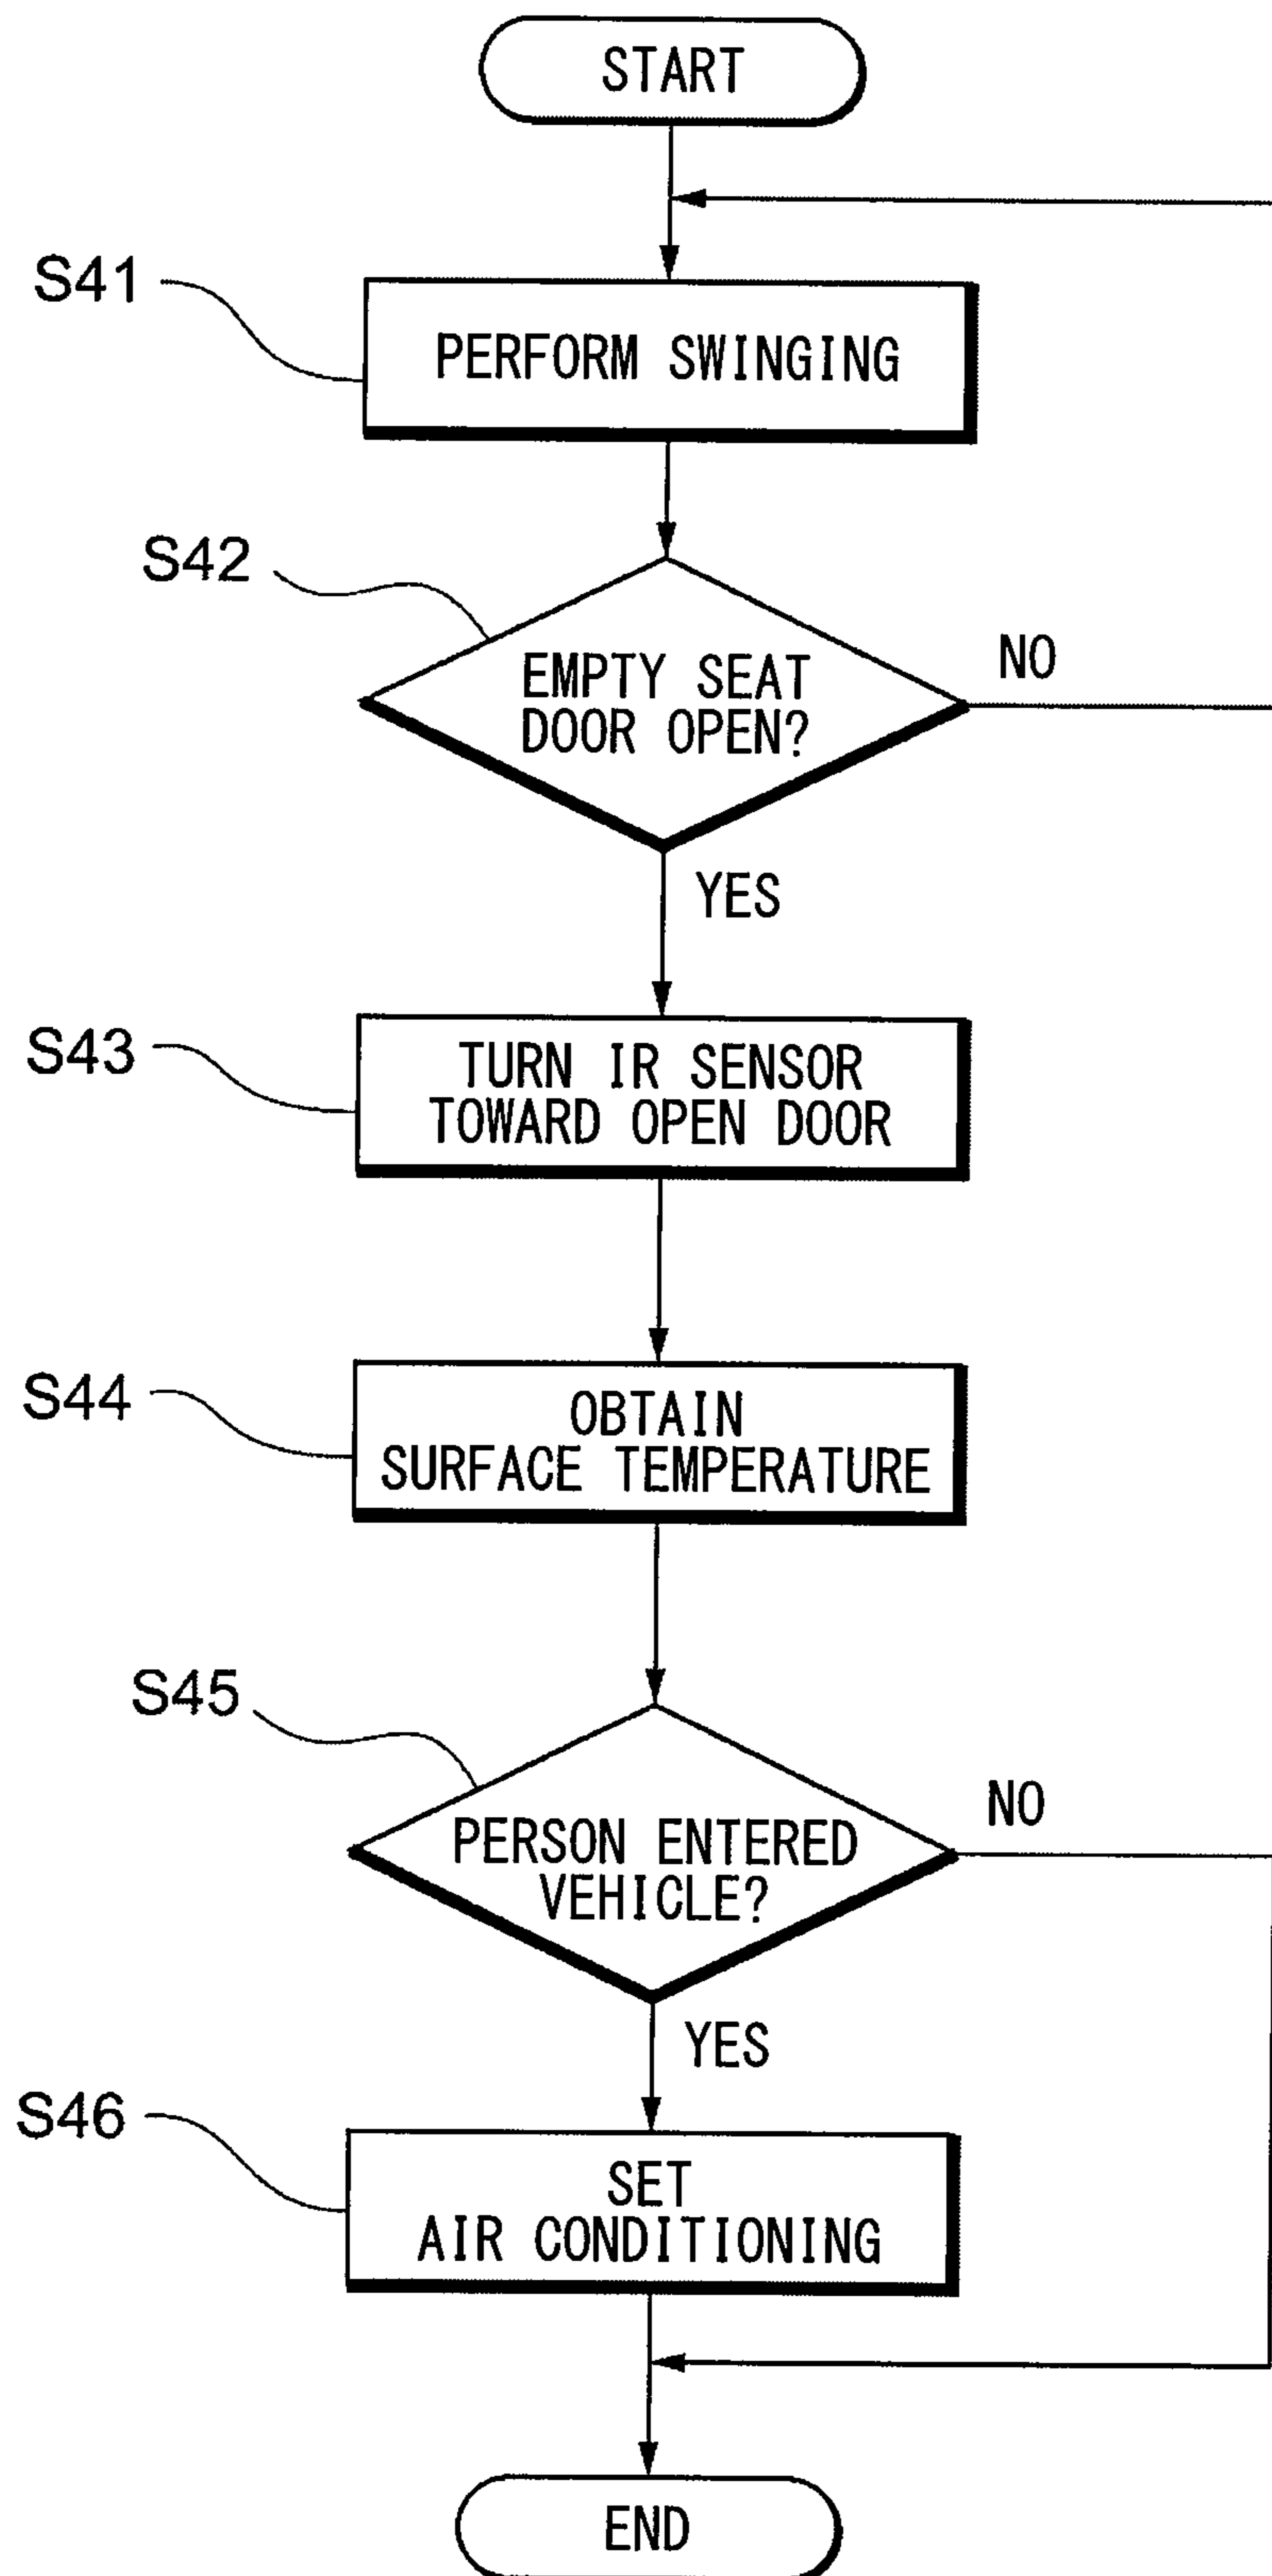 START
S41
PERFORM SWINGING
S42
EMPTY SEAT
DOOR OPEN?
NO
YES
S43
TURN IR SENSOR
TOWARD OPEN DOOR
S44
OBTAIN
SURFACE TEMPERATURE
S45
PERSON ENTERED
VEHICLE?
NO
YES
S46
SET
AIR CONDITIONING
END